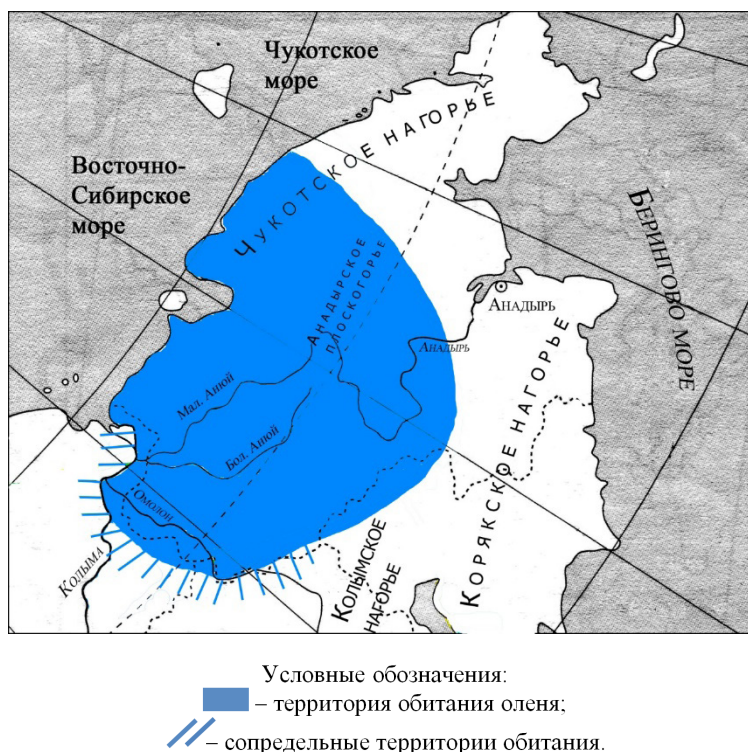 Чукотское
море
Восточно-
Сибирское
море
ЧУКОТСКОЕ НАГОРЬЕ
БЕРИНГОВО МОРЕ
АНАДЫРСКОЕ
ПЛОСКОГОРЬЕ
АНАДЫРЬ
АНАДЫРЬ
МАЛ. АНЮЙ
БОЛ. АНЮЙ
ОМОЛОН
КОЛЫМА
КОЛЫМСКОЕ
НАГОРЬЕ
КОРЯКСКОЕ НАГОРЬЕ
Условные обозначения:
– территория обитания оленя;
– сопредельные территории обитания.